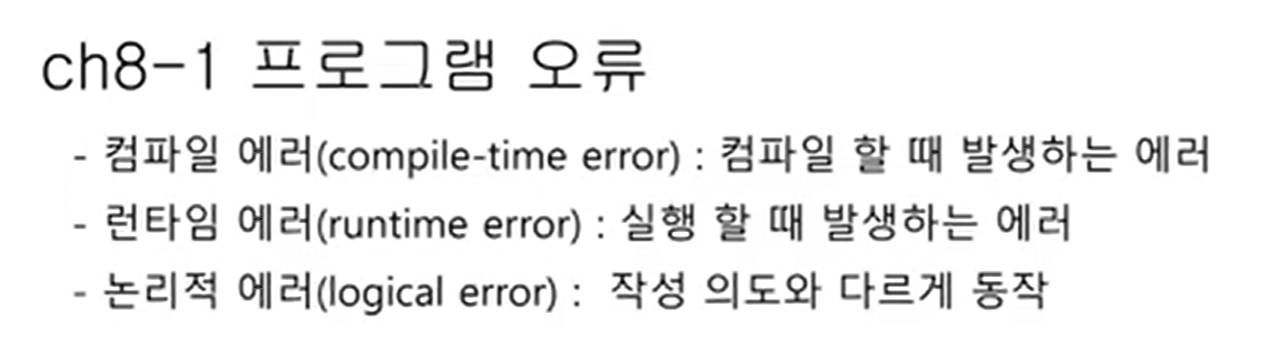 ch8-1 프로그램 오류
- 컴파일 에러(compile-time error) : 컴파일 할 때 발생하는 에러
- 런타임 에러(runtime error) : 실행 할 때 발생하는 에러
- 논리적 에러(logical error) : 작성 의도와 다르게 동작